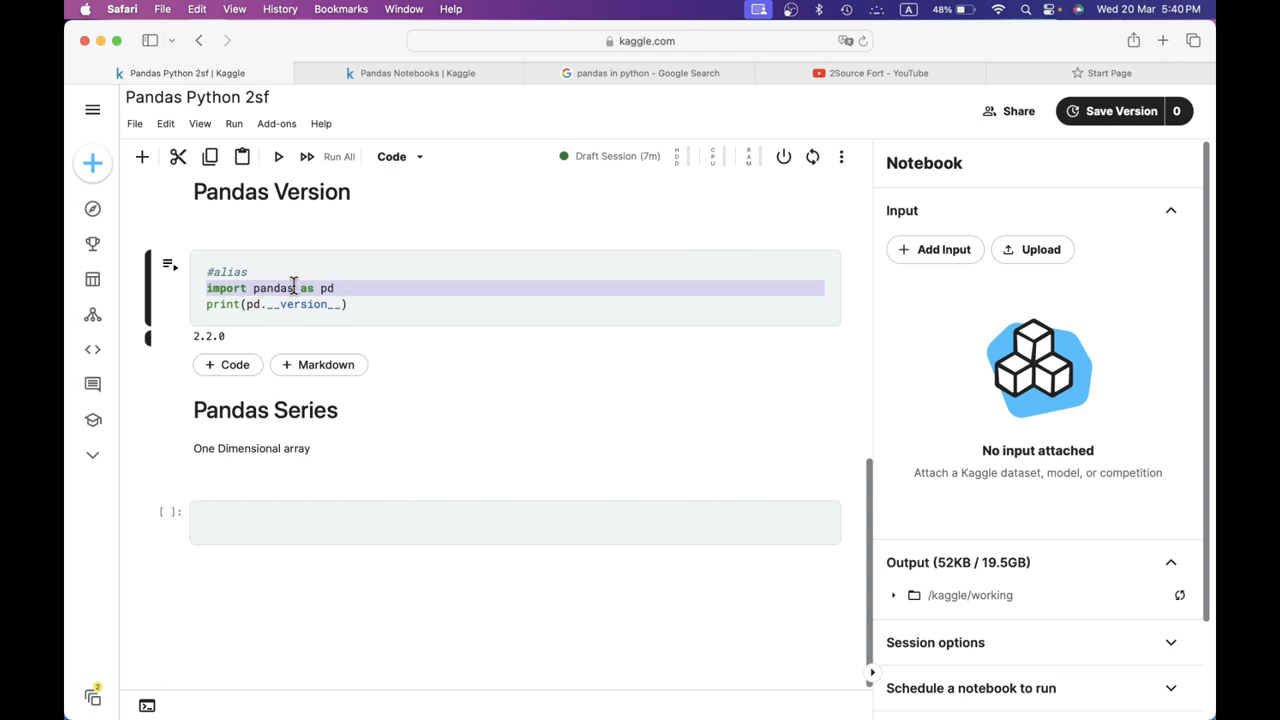 Safari File Edit View History Bookmarks Window Help 48% Wed 20 Mar 5:40 PM
kaggle.com
Pandas Python 2sf | Kaggle Pandas Notebooks | Kaggle pandas in python - Google Search 2Source Fort - YouTube Start Page
Pandas Python 2sf
File Edit View Run Add-ons Help
Share Save Version 0
Run All Code Draft Session (7m) HDD CPU RAM
Notebook
Pandas Version
Input
Add Input Upload
#alias
import pandas as pd
print(pd.__version__)
2.2.0
+ Code + Markdown
Pandas Series
One Dimensional array
No input attached
Attach a Kaggle dataset, model, or competition
[ ]:
Output (52KB / 19.5GB)
/kaggle/working
Session options
Schedule a notebook to run
2